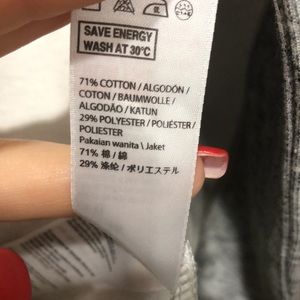 SAVE ENERGY
WASH AT 30°C
71% COTTON / ALGODÓN /
COTON / BAUMWOLLE /
ALGODÃO / KATUN
29% POLYESTER / POLIÉSTER /
POLIESTER
Pakaian wanita \ Jaket
71% 棉 / 綿
29% 涤纶 / ポリエステル